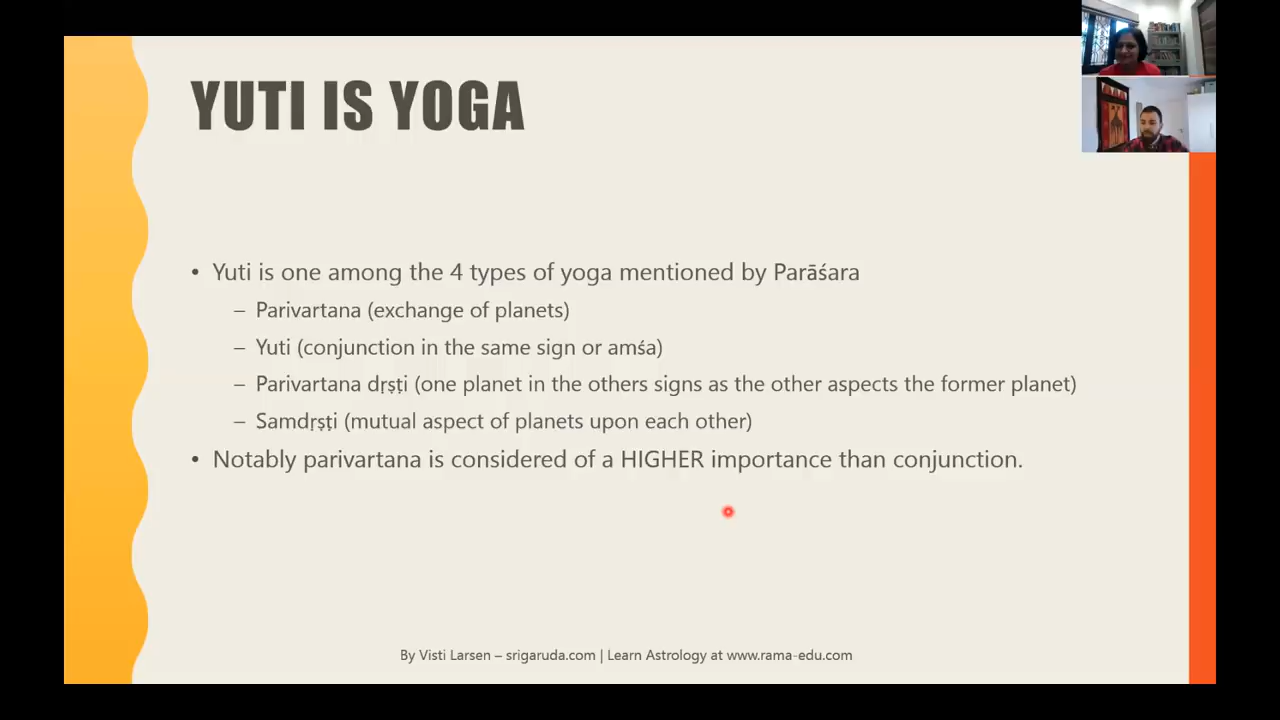 YUTI IS YOGA
• Yuti is one among the 4 types of yoga mentioned by Parāśara
– Parivartana (exchange of planets)
– Yuti (conjunction in the same sign or amśa)
– Parivartana dṛṣṭi (one planet in the others signs as the other aspects the former planet)
– Samdṛṣṭi (mutual aspect of planets upon each other)
• Notably parivartana is considered of a HIGHER importance than conjunction.
By Visti Larsen – srigaruda.com | Learn Astrology at www.rama-edu.com